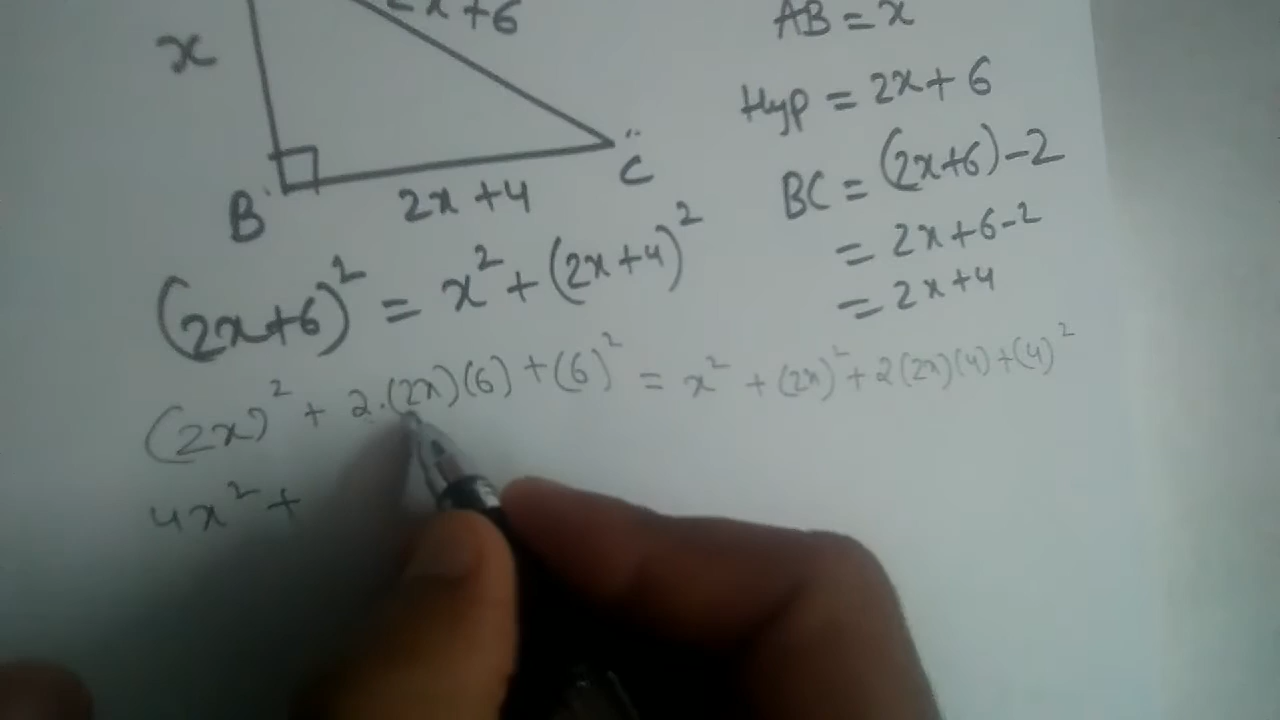 2x+6
x
B
C
2x+4
AB = x
Hyp = 2x+6
BC = (2x+6)-2
= 2x+6-2
= 2x+4
(2x+6)² = x² + (2x+4)²
(2x)² + 2.(2x)(6) + (6)² = x² + (2x)² + 2(2x)(4) + (4)²
4x² +